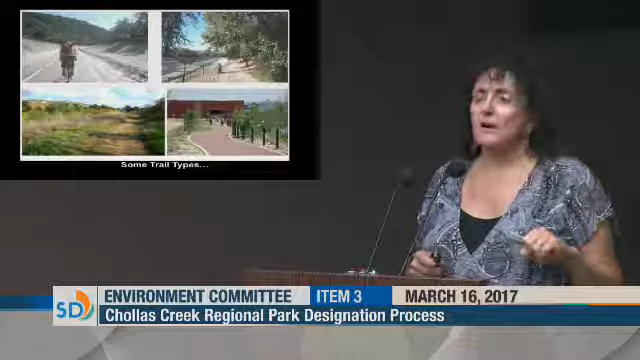 Some Trail Types...
SD
ENVIRONMENT COMMITTEE
ITEM 3
MARCH 16, 2017
Chollas Creek Regional Park Designation Process